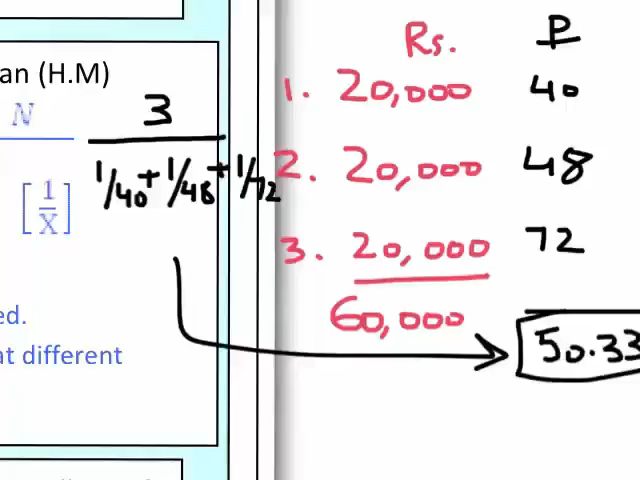 an (H.M)
N
3
[1/X]
1/40 + 1/48 + 1/72
ed.
at different
Rs. P
1. 20,000 40
2. 20,000 48
3. 20,000 72
60,000
50.33